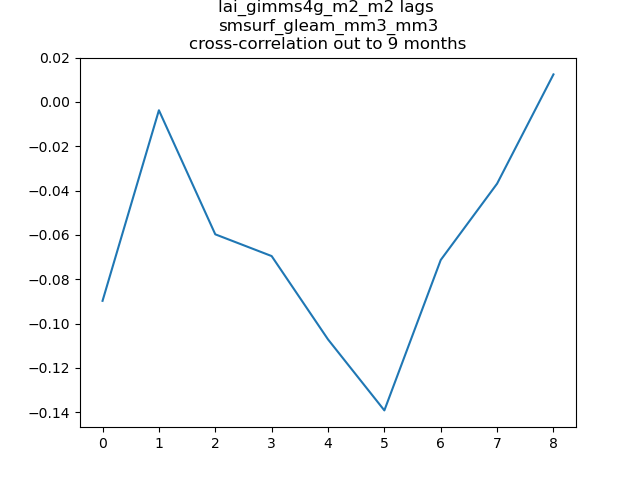 lai_gimms4g_m2_m2 lags
smsurf_gleam_mm3_mm3
cross-correlation out to 9 months
0.02
0.00
−0.02
−0.04
−0.06
−0.08
−0.10
−0.12
−0.14
0 1 2 3 4 5 6 7 8